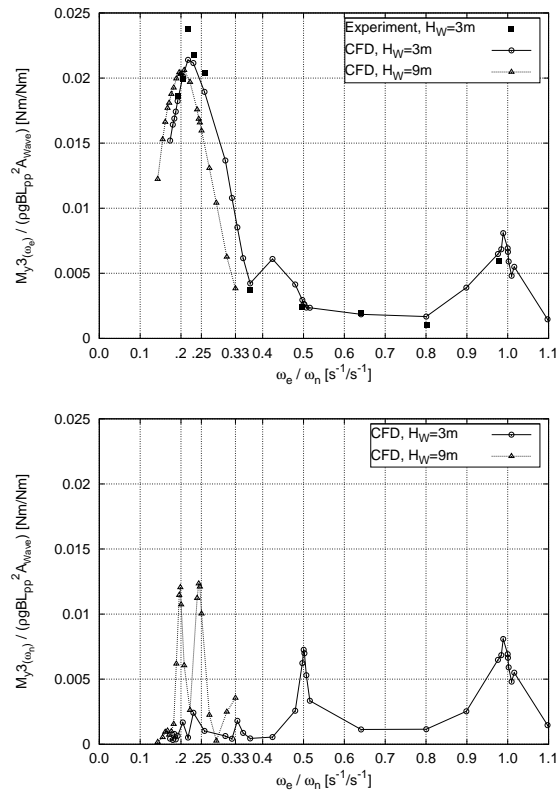 Experiment, H_W=3m
CFD, H_W=3m
CFD, H_W=9m
M_y3(ω_e) / (ρgBL_pp^2A_Wave) [Nm/Nm]
0.025
0.02
0.015
0.01
0.005
0
0.0 0.1 .2 0.25 0.33 0.4 0.5 0.6 0.7 0.8 0.9 1.0 1.1
ω_e / ω_n [s^-1/s^-1]
CFD, H_W=3m
CFD, H_W=9m
M_y3(ω_n) / (ρgBL_pp^2A_Wave) [Nm/Nm]
0.025
0.02
0.015
0.01
0.005
0
0.0 0.1 .2 0.25 0.33 0.4 0.5 0.6 0.7 0.8 0.9 1.0 1.1
ω_e / ω_n [s^-1/s^-1]